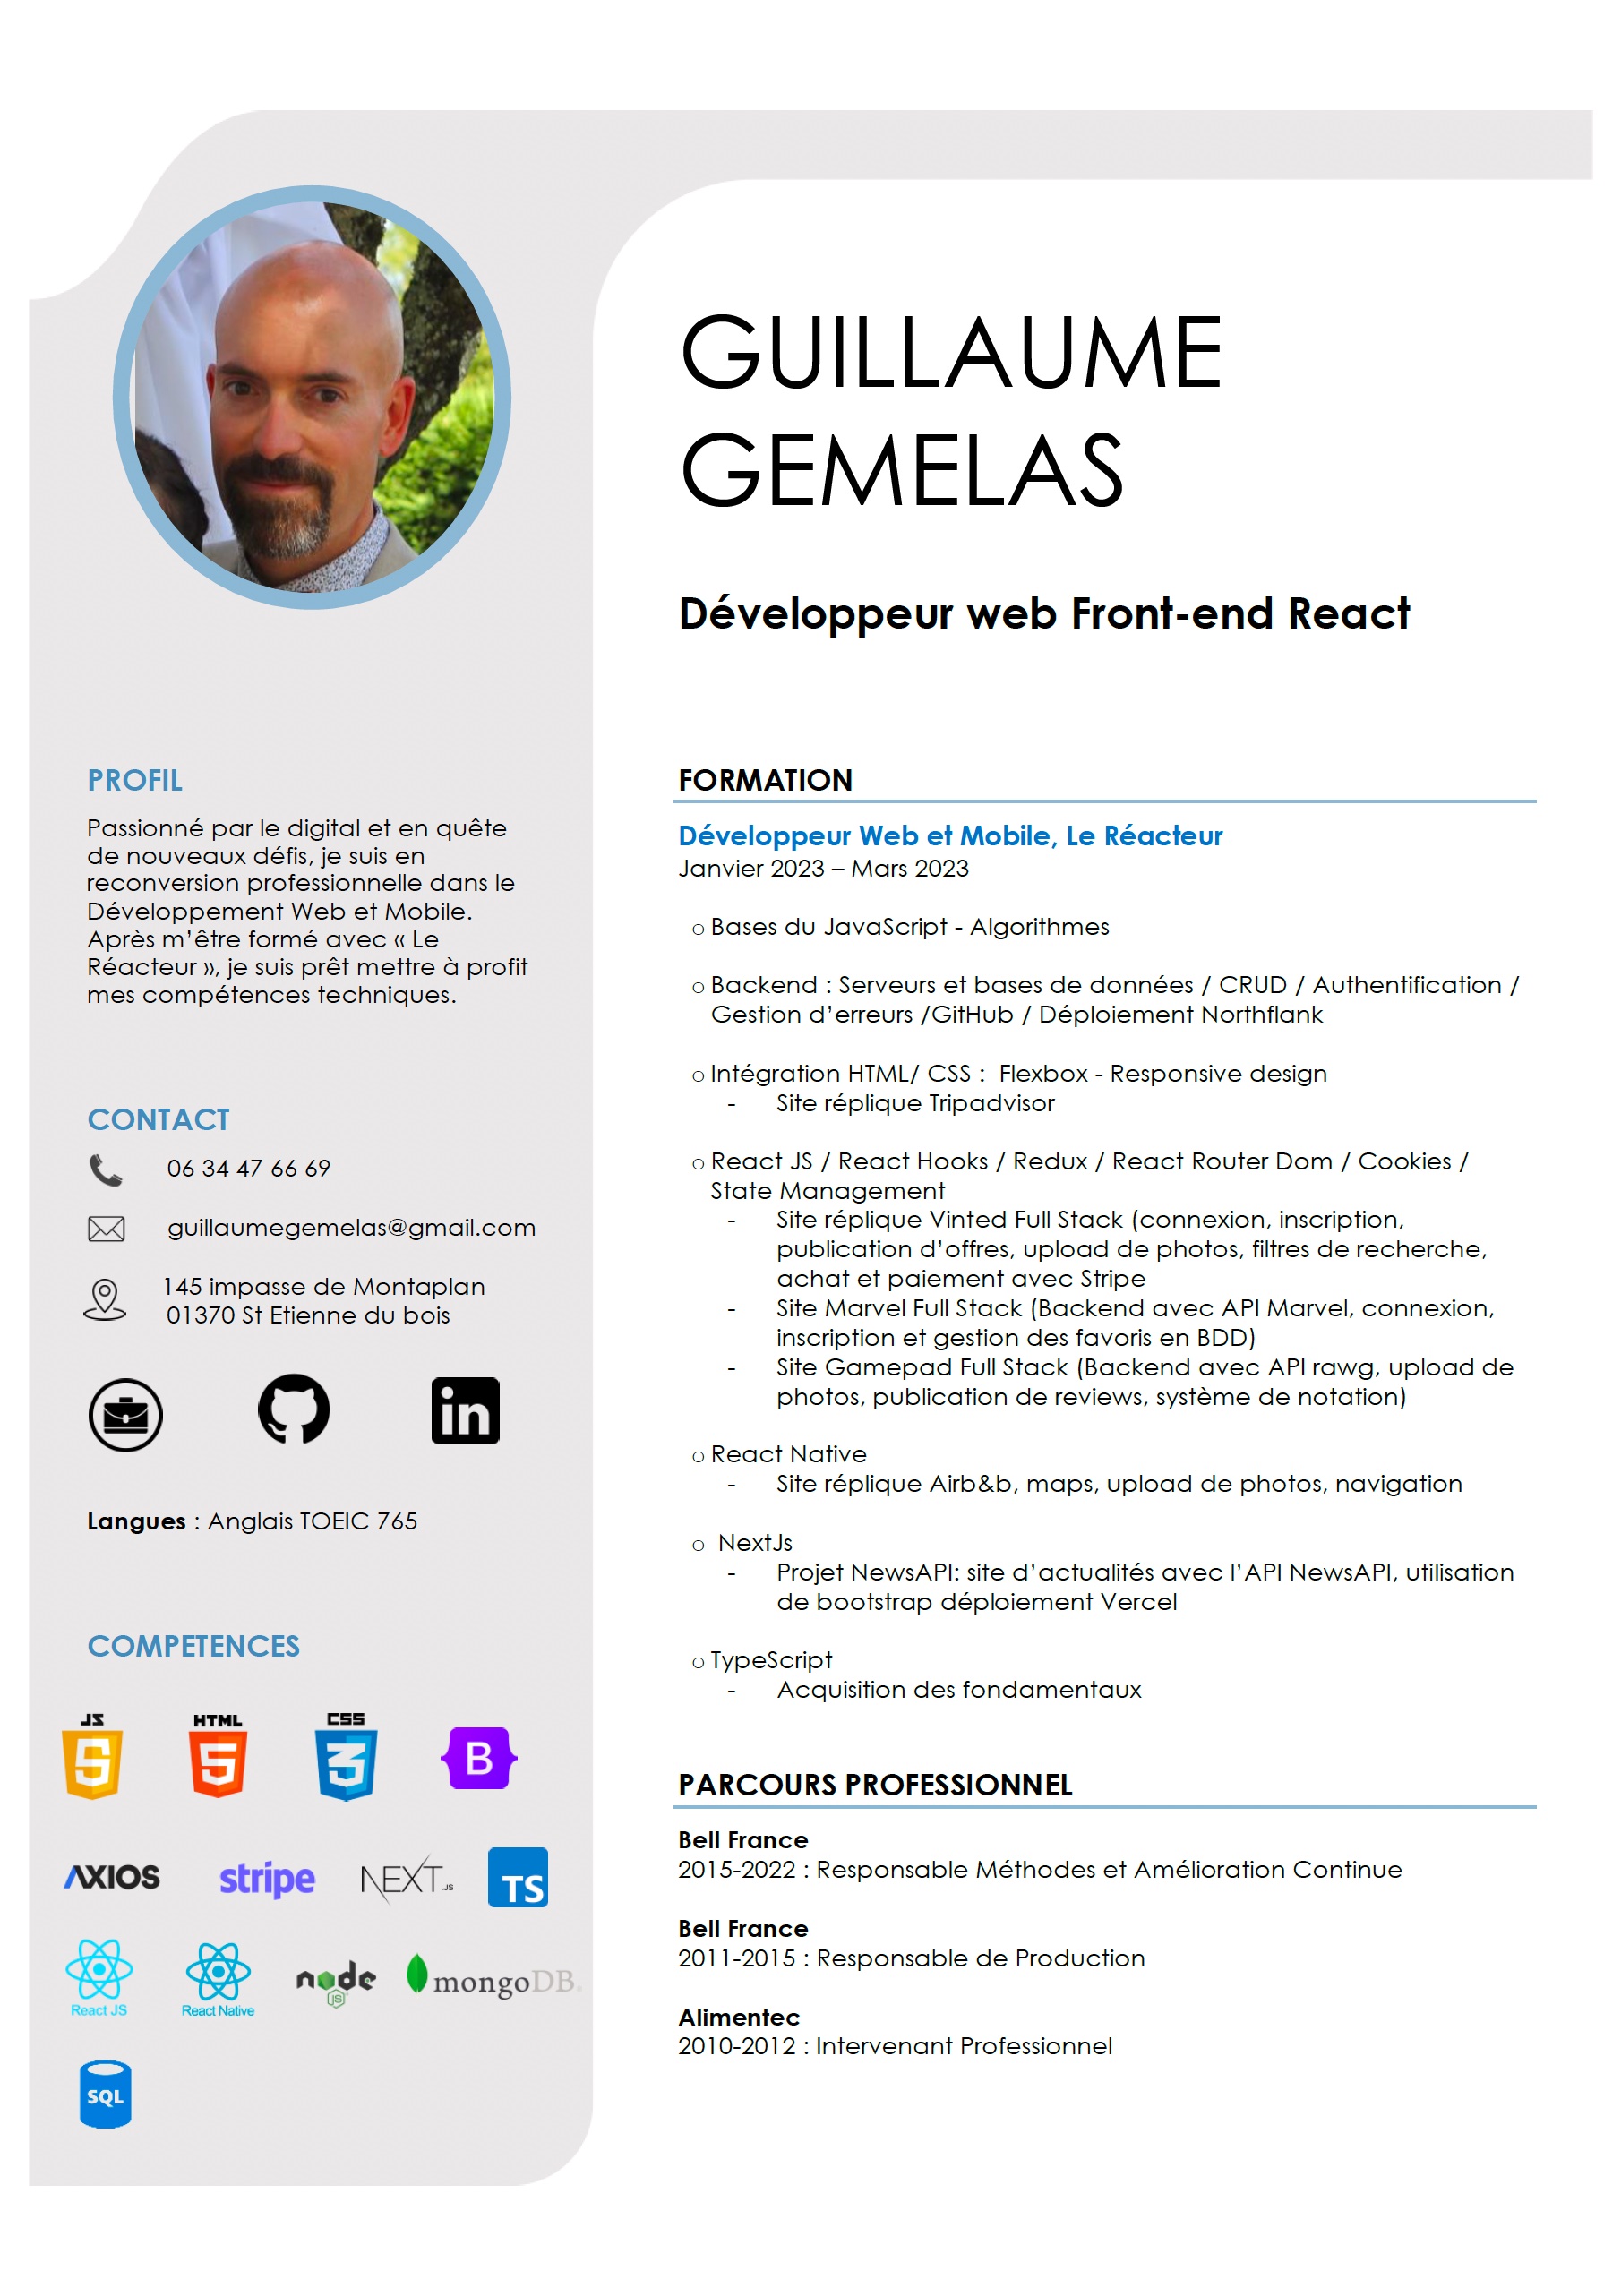 GUILLAUME
GEMELAS
Développeur web Front-end React
PROFIL
Passionné par le digital et en quête
de nouveaux défis, je suis en
reconversion professionnelle dans le
Développement Web et Mobile.
Après m’être formé avec « Le
Réacteur », je suis prêt mettre à profit
mes compétences techniques.
CONTACT
06 34 47 66 69
guillaumegemelas@gmail.com
145 impasse de Montaplan
01370 St Etienne du bois
in
Langues : Anglais TOEIC 765
COMPETENCES
JS
HTML
5
CSS
3
B
AXIOS
stripe
NEXT.JS
TS
React JS
React Native
node
JS
mongoDB.
SQL
FORMATION
Développeur Web et Mobile, Le Réacteur
Janvier 2023 – Mars 2023
o Bases du JavaScript - Algorithmes
o Backend : Serveurs et bases de données / CRUD / Authentification /
Gestion d’erreurs /GitHub / Déploiement Northflank
o Intégration HTML/ CSS :  Flexbox - Responsive design
- Site réplique Tripadvisor
o React JS / React Hooks / Redux / React Router Dom / Cookies /
State Management
- Site réplique Vinted Full Stack (connexion, inscription,
publication d’offres, upload de photos, filtres de recherche,
achat et paiement avec Stripe
- Site Marvel Full Stack (Backend avec API Marvel, connexion,
inscription et gestion des favoris en BDD)
- Site Gamepad Full Stack (Backend avec API rawg, upload de
photos, publication de reviews, système de notation)
o React Native
- Site réplique Airb&b, maps, upload de photos, navigation
o NextJs
- Projet NewsAPI: site d’actualités avec l’API NewsAPI, utilisation
de bootstrap déploiement Vercel
o TypeScript
- Acquisition des fondamentaux
PARCOURS PROFESSIONNEL
Bell France
2015-2022 : Responsable Méthodes et Amélioration Continue
Bell France
2011-2015 : Responsable de Production
Alimentec
2010-2012 : Intervenant Professionnel